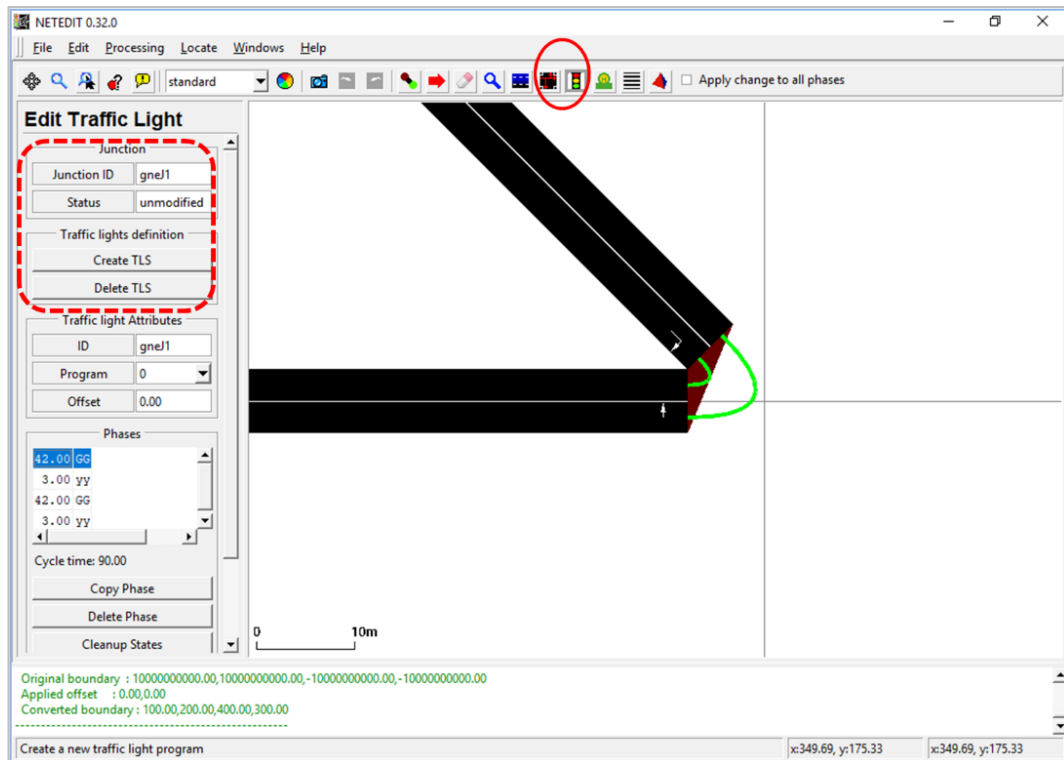 NETEDIT 0.32.0
File Edit Processing Locate Windows Help
standard
Apply change to all phases
Edit Traffic Light
Junction
Junction ID gneJ1
Status unmodified
Traffic lights definition
Create TLS
Delete TLS
Traffic light Attributes
ID gneJ1
Program 0
Offset 0.00
Phases
42.00 GG
3.00 yy
42.00 GG
3.00 yy
Cycle time: 90.00
Copy Phase
Delete Phase
Cleanup States
0 10m
Original boundary : 10000000000.00,10000000000.00,-10000000000.00,-10000000000.00
Applied offset : 0.00,0.00
Converted boundary : 100.00,200.00,400.00,300.00
Create a new traffic light program x:349.69, y:175.33 x:349.69, y:175.33